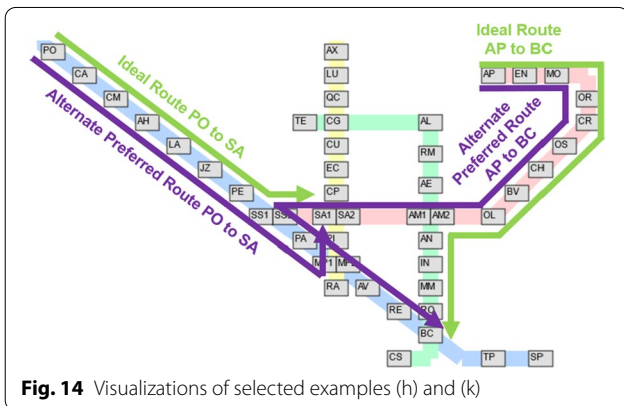 Ideal Route
AP to BC
PO
AX
AP EN MO
CA
LU
Ideal Route PO to SA
CM
QC
OR
AH
TE CG AL
CR
Alternate Preferred Route PO to SA
Alternate
Preferred Route
AP to BC
LA
CU
RM
OS
JZ
EC
CHI
PE
CP
AE
BV
SS1 SA1 SA2 AM1 AM2 OL
PA
AN
MP1
IN
RA AV
MM
RE
BC
CS TP SP
Fig. 14 Visualizations of selected examples (h) and (k)